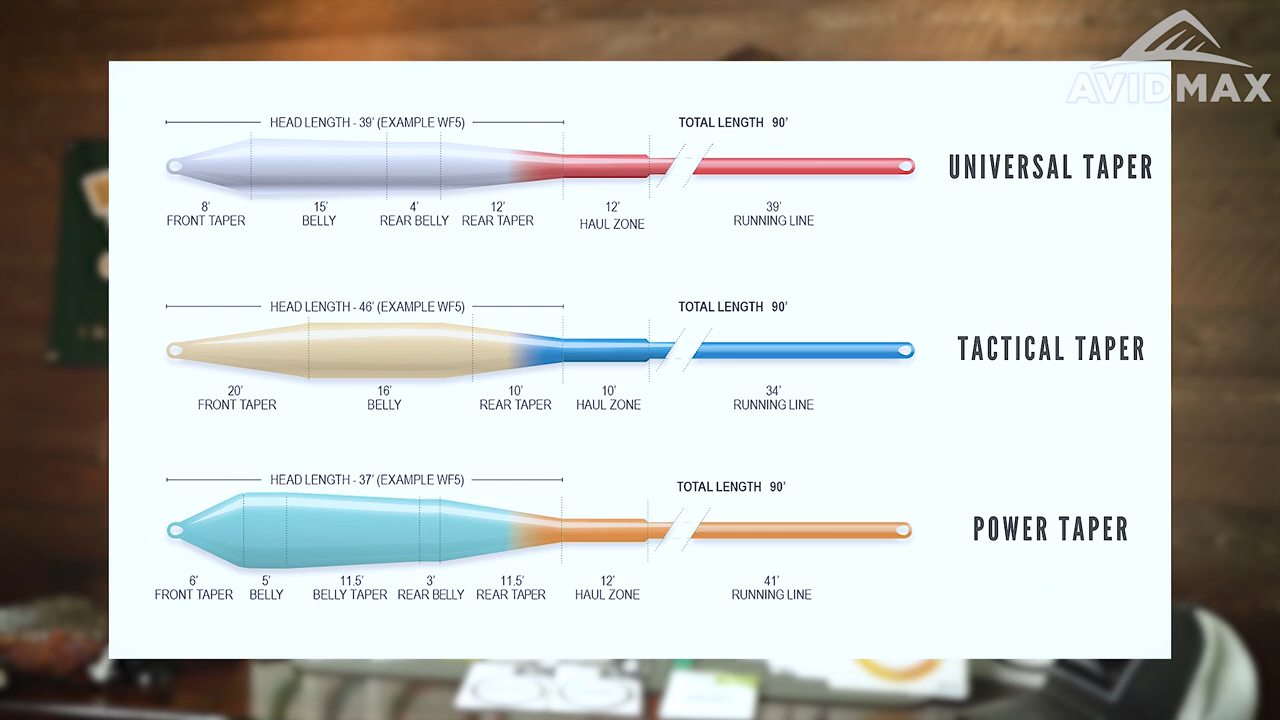 AVIDMAX
HEAD LENGTH - 39' (EXAMPLE WF5)
TOTAL LENGTH 90'
UNIVERSAL TAPER
8' 15' 4' 12' 12' 39'
FRONT TAPER BELLY REAR BELLY REAR TAPER HAUL ZONE RUNNING LINE
HEAD LENGTH - 46' (EXAMPLE WF5)
TOTAL LENGTH 90'
TACTICAL TAPER
20' 16' 10' 10' 34'
FRONT TAPER BELLY REAR TAPER HAUL ZONE RUNNING LINE
HEAD LENGTH - 37' (EXAMPLE WF5)
TOTAL LENGTH 90'
POWER TAPER
6' 5' 11.5' 3' 11.5' 12' 41'
FRONT TAPER BELLY BELLY TAPER REAR BELLY REAR TAPER HAUL ZONE RUNNING LINE